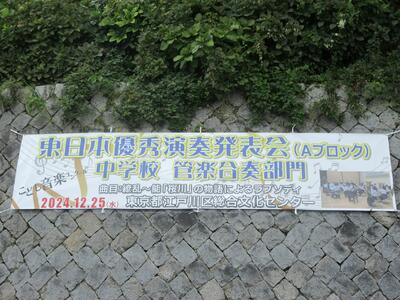 東日本優秀演奏発表会(Aブロック)
中学校 管楽合奏部門
曲目:繚乱～能「桜川」の物語によるラプソディ
2024.12.25(水) 東京都江戸川区総合文化センター